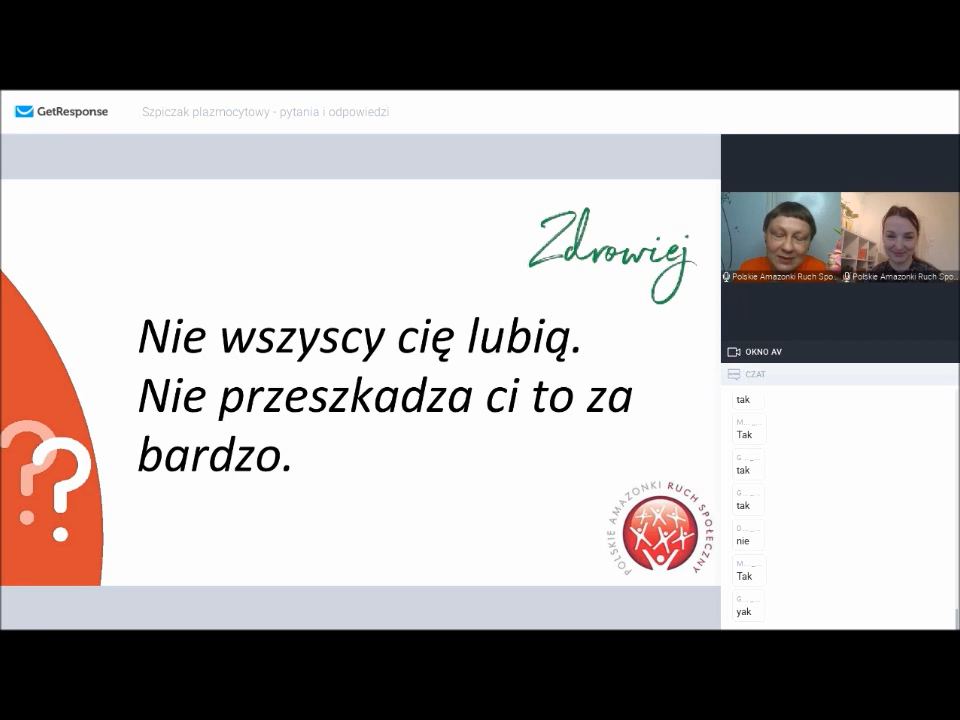 GetResponse
Szpiczak plazmocytowy - pytania i odpowiedzi
Zdrowiej
Nie wszyscy cię lubią.
Nie przeszkadza ci to za
bardzo.
??
POLSKIE AMAZONKI RUCH SPOŁECZNY
Polskie Amazonki Ruch Spo...
Polskie Amazonki Ruch Spo...
OKNO AV
CZAT
tak
M... _...
Tak
G... _...
tak
G... _...
tak
D... _...
nie
M... _...
Tak
G... _...
yak